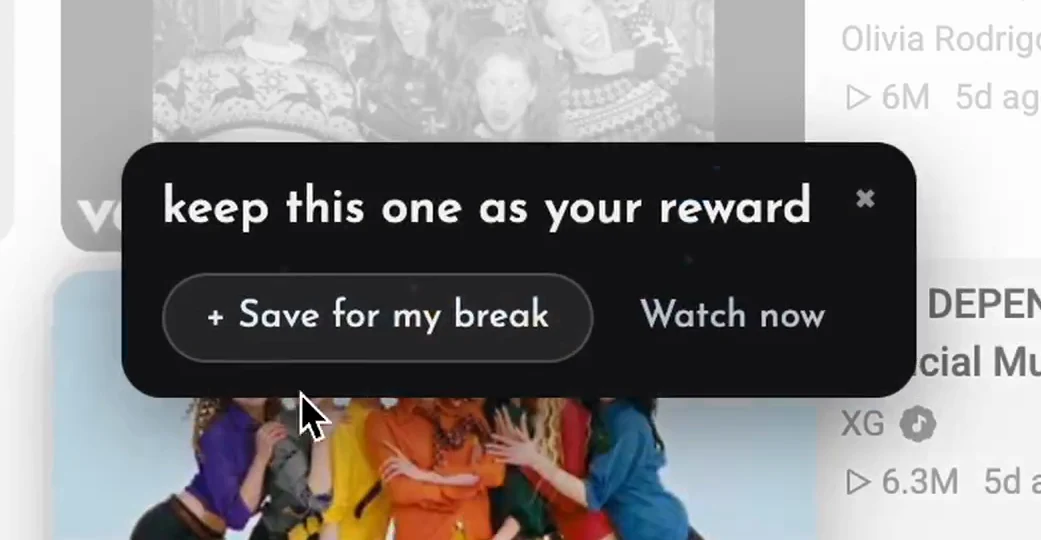 Olivia Rodrigo
6M 5d ag
keep this one as your reward
+ Save for my break
Watch now
DEPEN
cial Mu
XG
6.3M 5d a